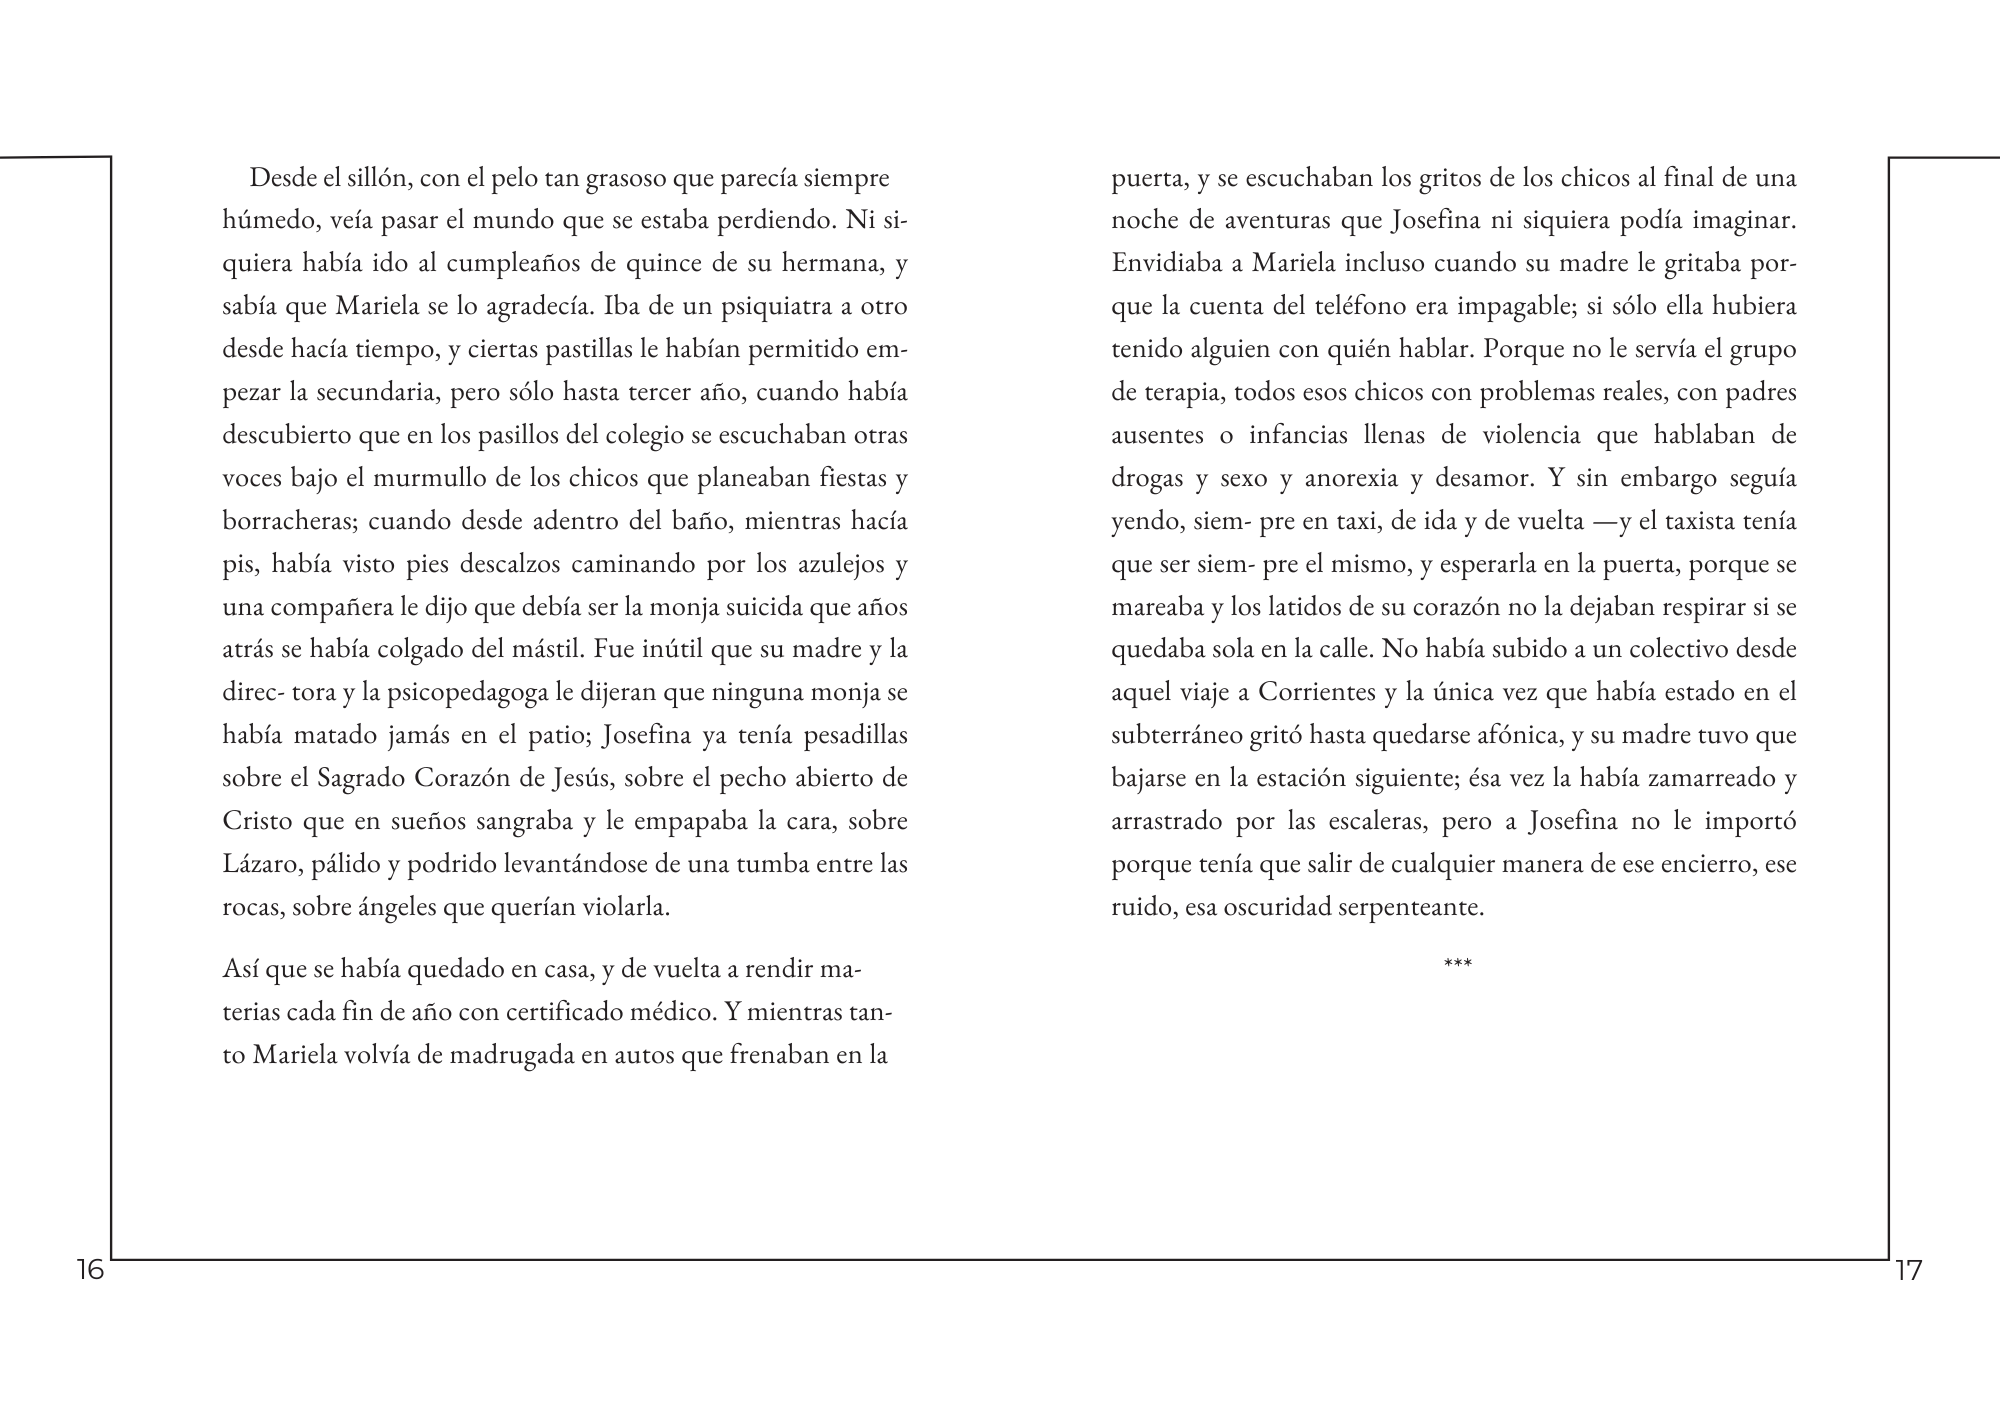 Desde el sillón, con el pelo tan grasoso que parecía siempre
húmedo, veía pasar el mundo que se estaba perdiendo. Ni si-
quiera había ido al cumpleaños de quince de su hermana, y
sabía que Mariela se lo agradecía. Iba de un psiquiatra a otro
desde hacía tiempo, y ciertas pastillas le habían permitido em-
pezar la secundaria, pero sólo hasta tercer año, cuando había
descubierto que en los pasillos del colegio se escuchaban otras
voces bajo el murmullo de los chicos que planeaban fiestas y
borracheras; cuando desde adentro del baño, mientras hacía
pis, había visto pies descalzos caminando por los azulejos y
una compañera le dijo que debía ser la monja suicida que años
atrás se había colgado del mástil. Fue inútil que su madre y la
direc- tora y la psicopedagoga le dijeran que ninguna monja se
había matado jamás en el patio; Josefina ya tenía pesadillas
sobre el Sagrado Corazón de Jesús, sobre el pecho abierto de
Cristo que en sueños sangraba y le empapaba la cara, sobre
Lázaro, pálido y podrido levantándose de una tumba entre las
rocas, sobre ángeles que querían violarla.
Así que se había quedado en casa, y de vuelta a rendir ma-
terias cada fin de año con certificado médico. Y mientras tan-
to Mariela volvía de madrugada en autos que frenaban en la
16
puerta, y se escuchaban los gritos de los chicos al final de una
noche de aventuras que Josefina ni siquiera podía imaginar.
Envidiaba a Mariela incluso cuando su madre le gritaba por-
que la cuenta del teléfono era impagable; si sólo ella hubiera
tenido alguien con quién hablar. Porque no le servía el grupo
de terapia, todos esos chicos con problemas reales, con padres
ausentes o infancias llenas de violencia que hablaban de
drogas y sexo y anorexia y desamor. Y sin embargo seguía
yendo, siem- pre en taxi, de ida y de vuelta —y el taxista tenía
que ser siem- pre el mismo, y esperarla en la puerta, porque se
mareaba y los latidos de su corazón no la dejaban respirar si se
quedaba sola en la calle. No había subido a un colectivo desde
aquel viaje a Corrientes y la única vez que había estado en el
subterráneo gritó hasta quedarse afónica, y su madre tuvo que
bajarse en la estación siguiente; ésa vez la había zamarreado y
arrastrado por las escaleras, pero a Josefina no le importó
porque tenía que salir de cualquier manera de ese encierro, ese
ruido, esa oscuridad serpenteante.
***
17